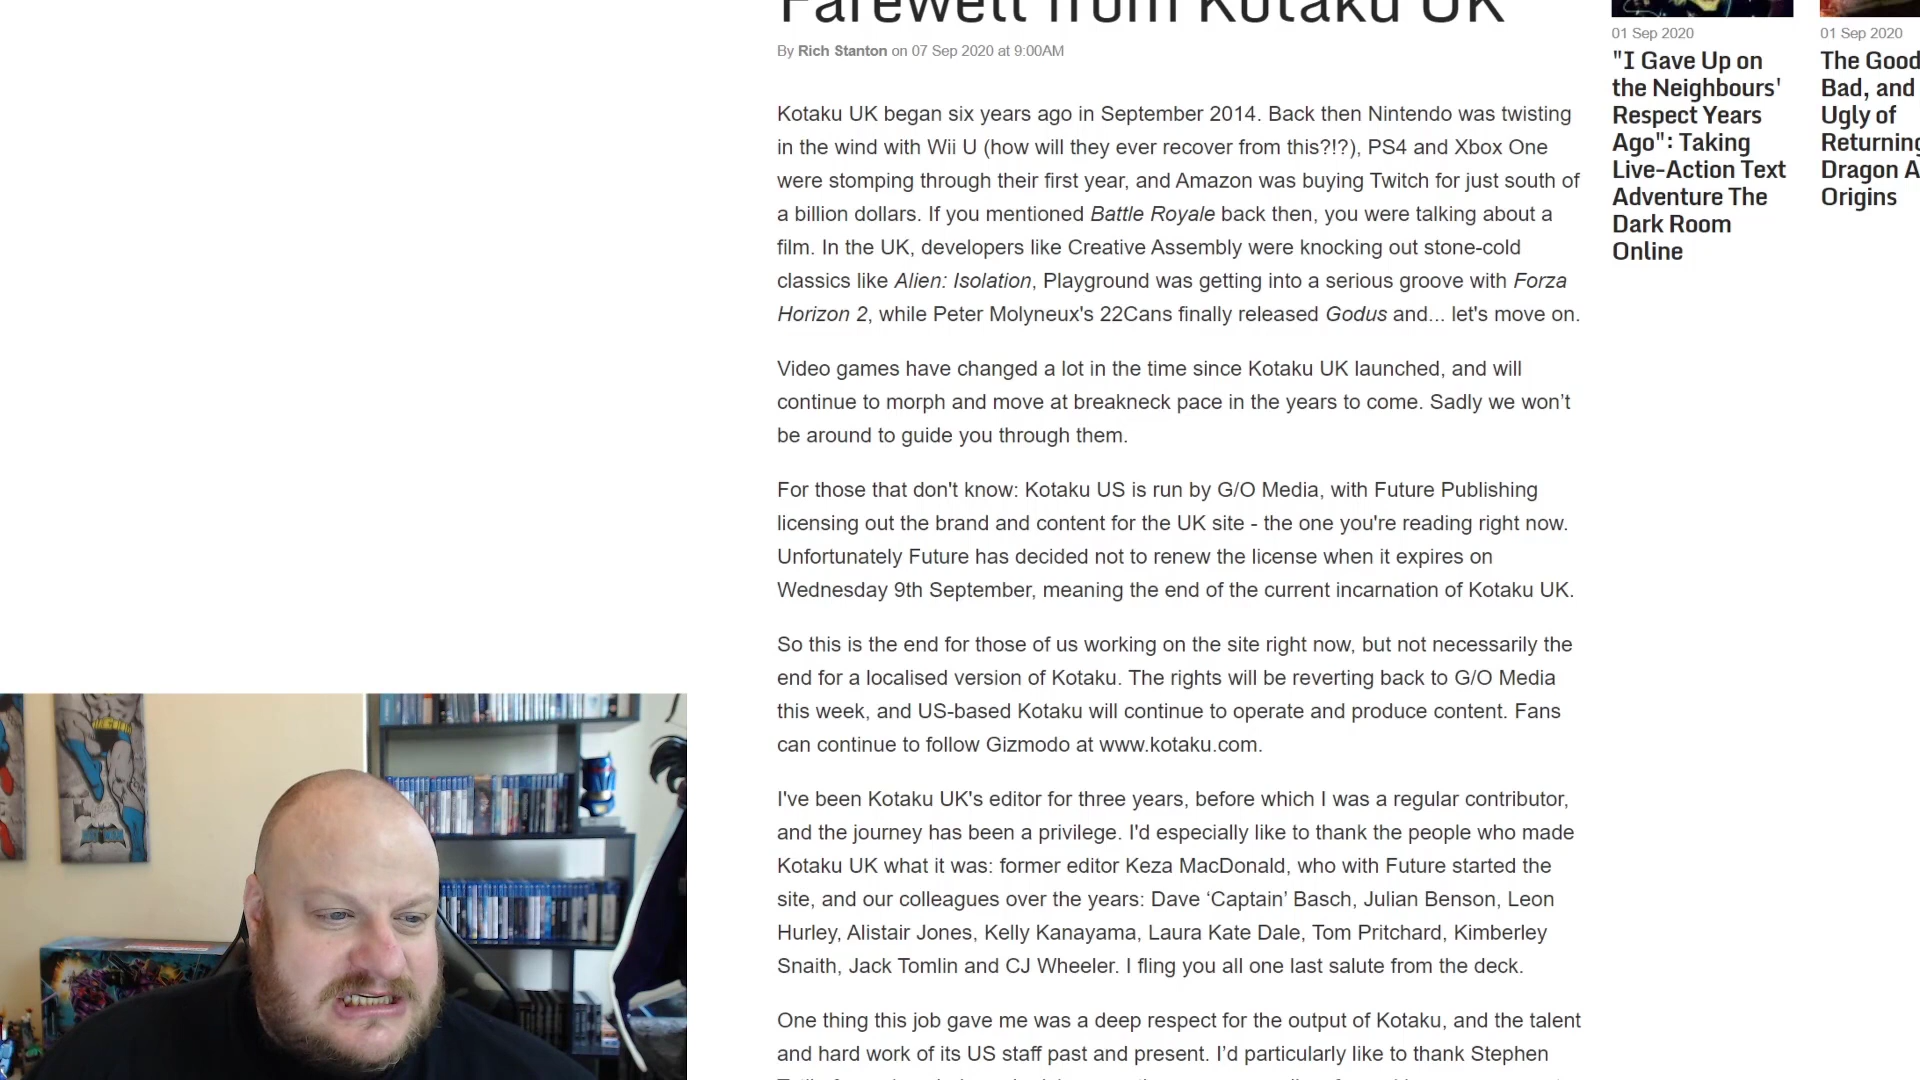 Farewell from Kotaku UK
By Rich Stanton on 07 Sep 2020 at 9:00AM
Kotaku UK began six years ago in September 2014. Back then Nintendo was twisting
in the wind with Wii U (how will they ever recover from this?!?), PS4 and Xbox One
were stomping through their first year, and Amazon was buying Twitch for just south of
a billion dollars. If you mentioned Battle Royale back then, you were talking about a
film. In the UK, developers like Creative Assembly were knocking out stone-cold
classics like Alien: Isolation, Playground was getting into a serious groove with Forza
Horizon 2, while Peter Molyneux's 22Cans finally released Godus and... let's move on.
Video games have changed a lot in the time since Kotaku UK launched, and will
continue to morph and move at breakneck pace in the years to come. Sadly we won’t
be around to guide you through them.
For those that don't know: Kotaku US is run by G/O Media, with Future Publishing
licensing out the brand and content for the UK site - the one you're reading right now.
Unfortunately Future has decided not to renew the license when it expires on
Wednesday 9th September, meaning the end of the current incarnation of Kotaku UK.
So this is the end for those of us working on the site right now, but not necessarily the
end for a localised version of Kotaku. The rights will be reverting back to G/O Media
this week, and US-based Kotaku will continue to operate and produce content. Fans
can continue to follow Gizmodo at www.kotaku.com.
I've been Kotaku UK's editor for three years, before which I was a regular contributor,
and the journey has been a privilege. I'd especially like to thank the people who made
Kotaku UK what it was: former editor Keza MacDonald, who with Future started the
site, and our colleagues over the years: Dave ‘Captain’ Basch, Julian Benson, Leon
Hurley, Alistair Jones, Kelly Kanayama, Laura Kate Dale, Tom Pritchard, Kimberley
Snaith, Jack Tomlin and CJ Wheeler. I fling you all one last salute from the deck.
One thing this job gave me was a deep respect for the output of Kotaku, and the talent
and hard work of its US staff past and present. I’d particularly like to thank Stephen
01 Sep 2020
"I Gave Up on
the Neighbours'
Respect Years
Ago": Taking
Live-Action Text
Adventure The
Dark Room
Online
01 Sep 2020
The Good
Bad, and
Ugly of
Returning
Dragon A
Origins